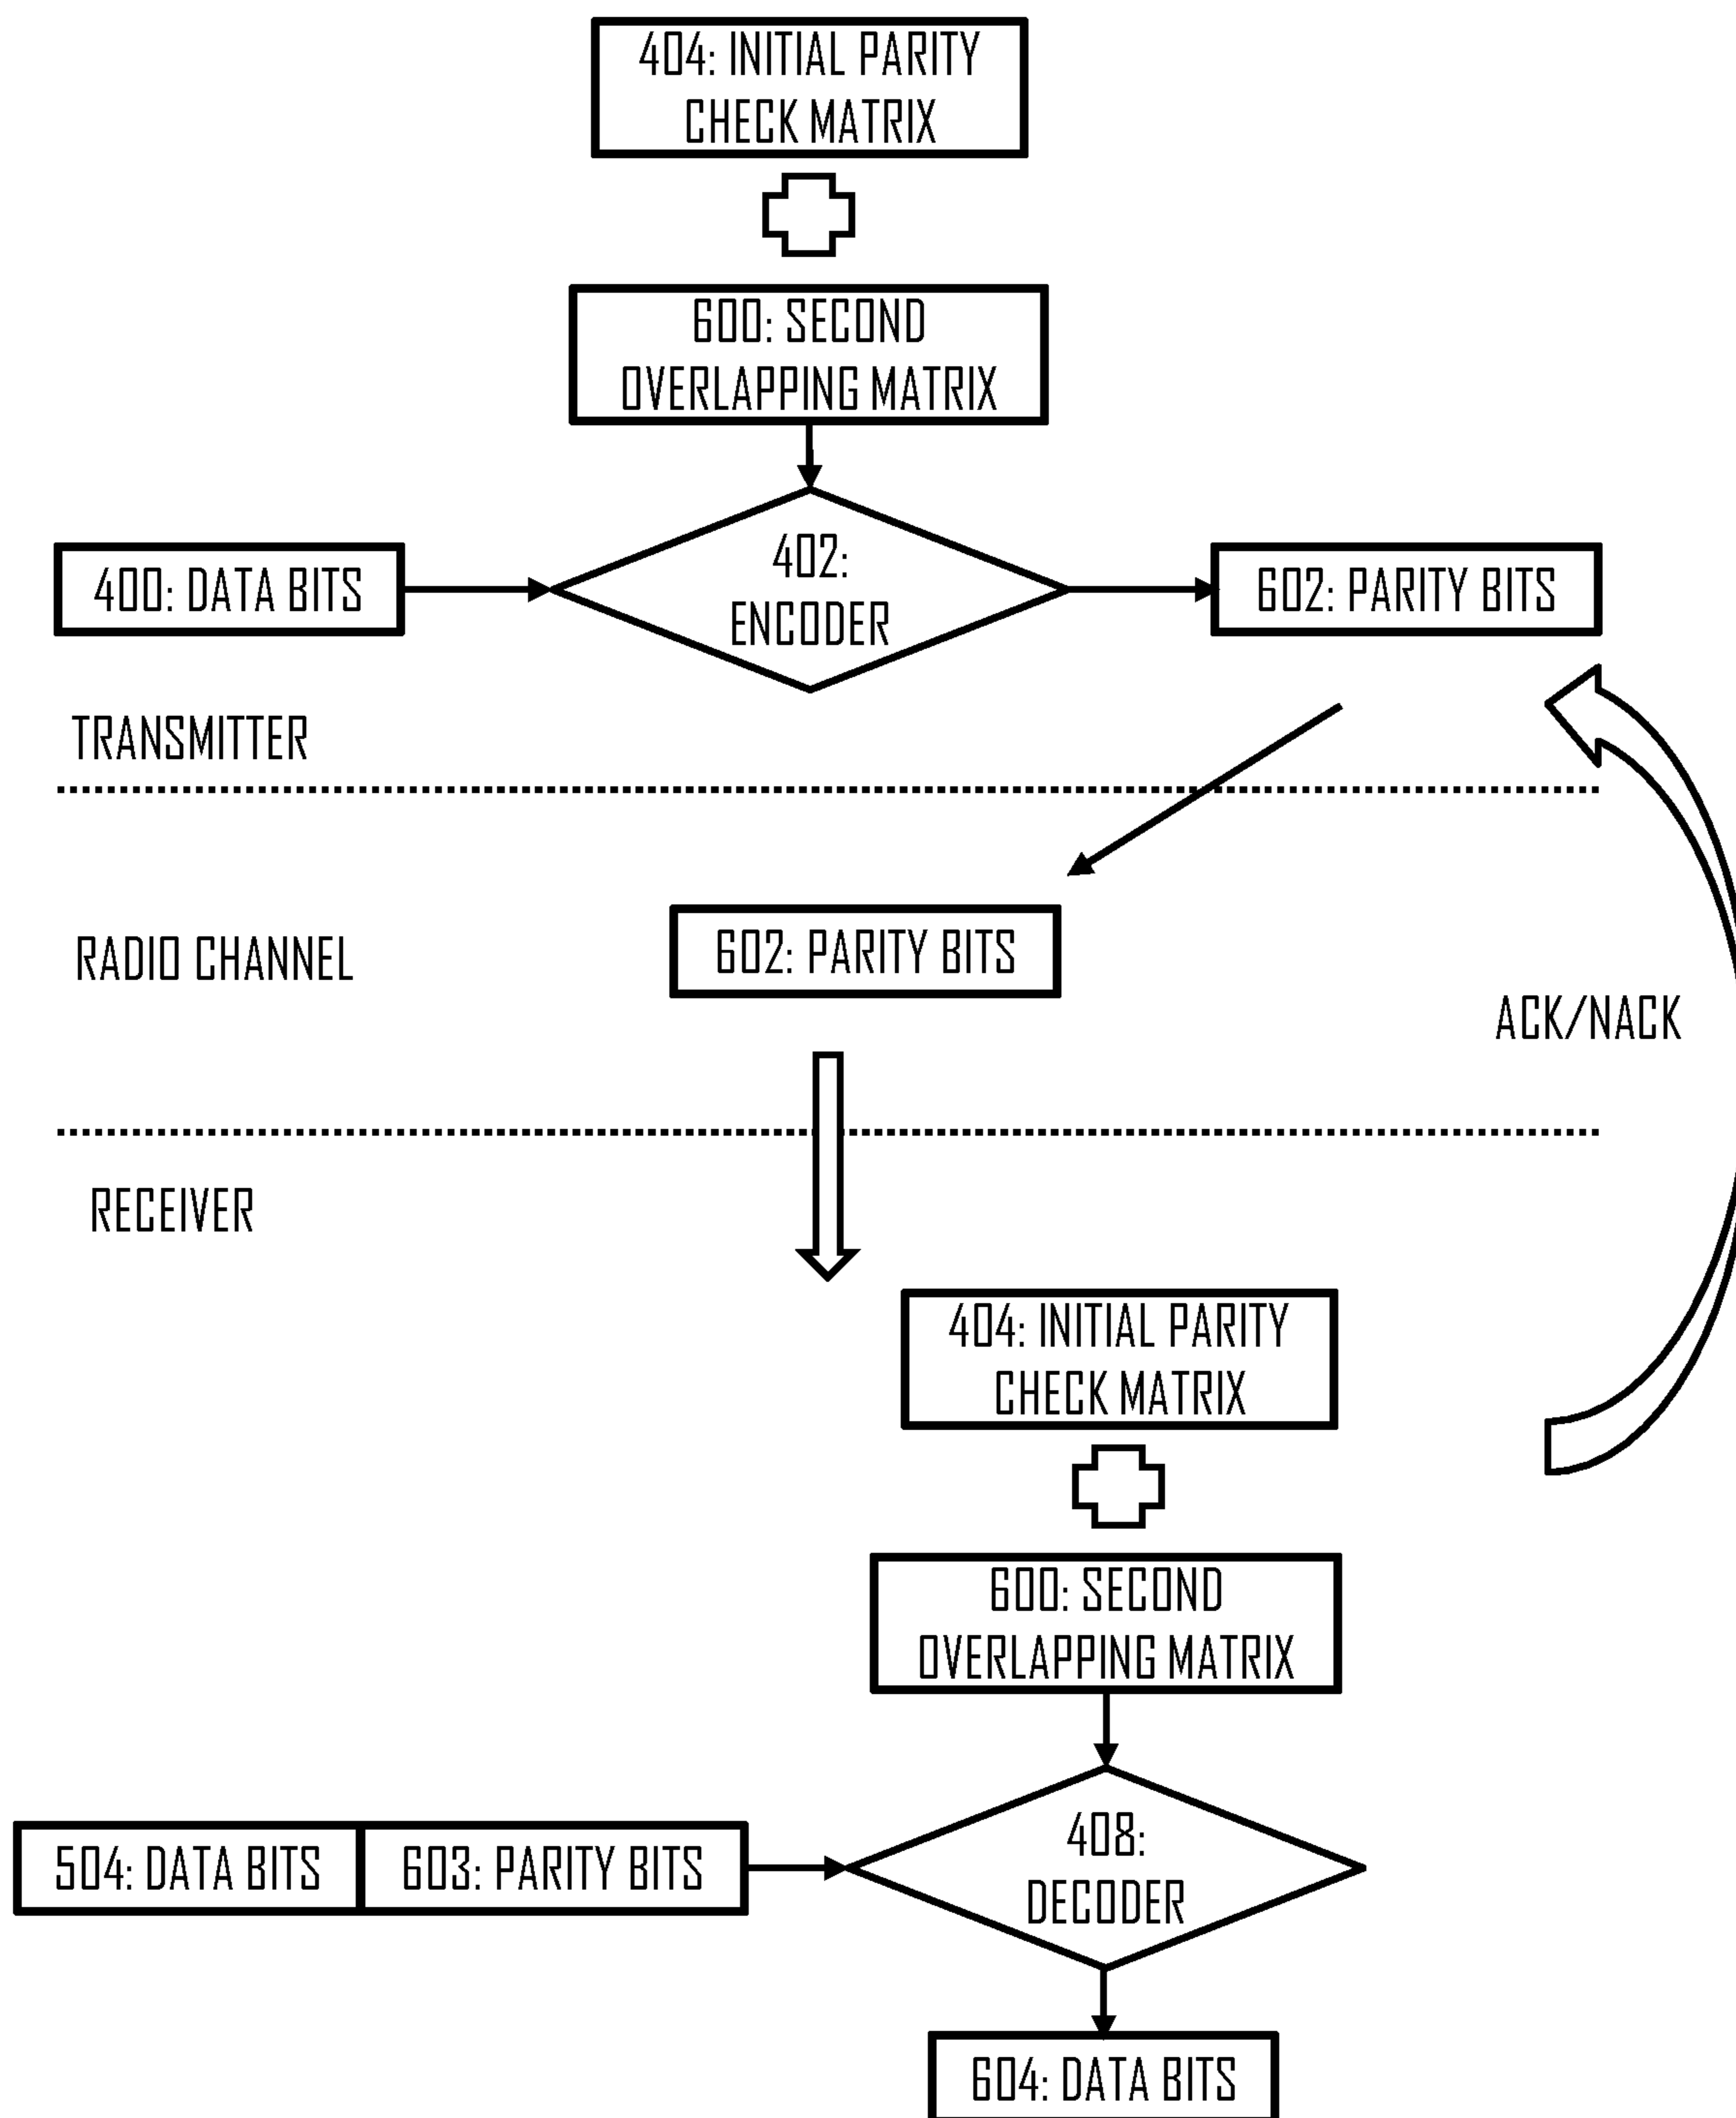 404: INITIAL PARITY
CHECK MATRIX
600: SECOND
OVERLAPPING MATRIX
400: DATA BITS
402:
ENCODER
602: PARITY BITS
TRANSMITTER
RADIO CHANNEL
602: PARITY BITS
ACK/NACK
RECEIVER
404: INITIAL PARITY
CHECK MATRIX
600: SECOND
OVERLAPPING MATRIX
504: DATA BITS
603: PARITY BITS
408:
DECODER
604: DATA BITS